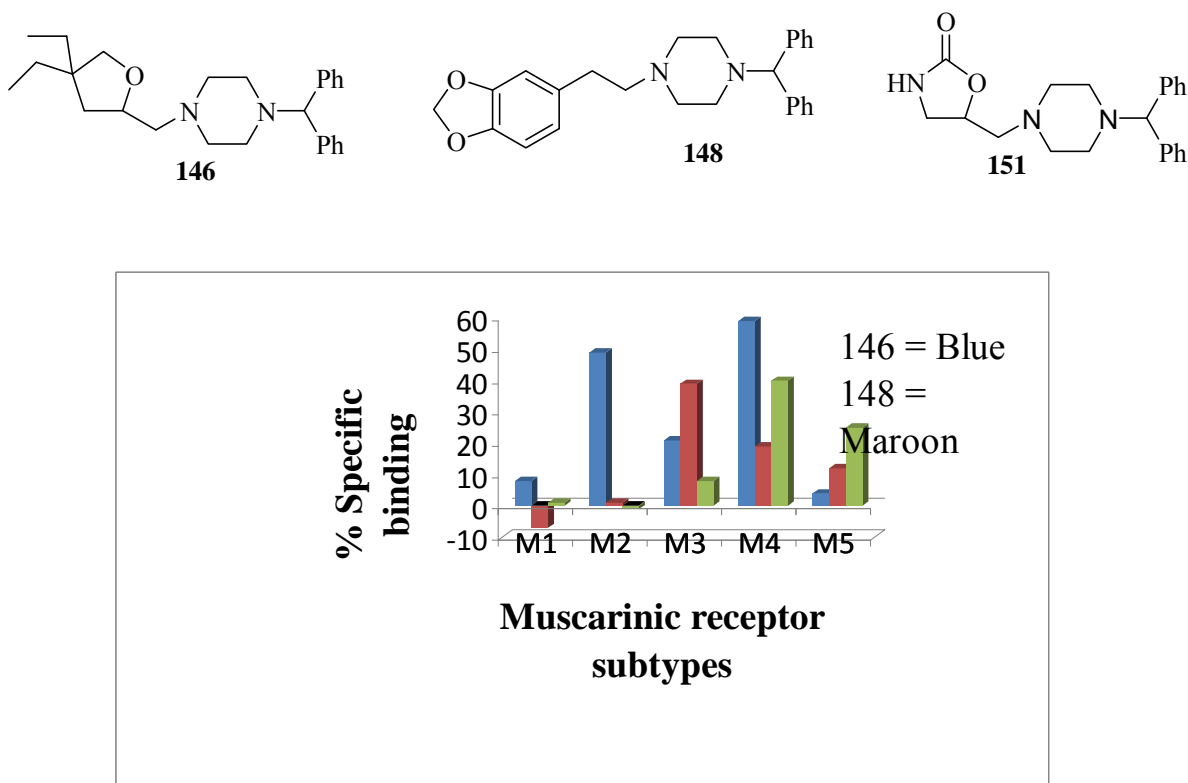 O
O
N
N
Ph
Ph
146
O
O
N
N
Ph
Ph
148
O
HN
O
N
N
Ph
Ph
151
% Specific
binding
60
50
40
30
20
10
0
-10
M1 M2 M3 M4 M5
146 = Blue
148 =
Maroon
Muscarinic receptor
subtypes